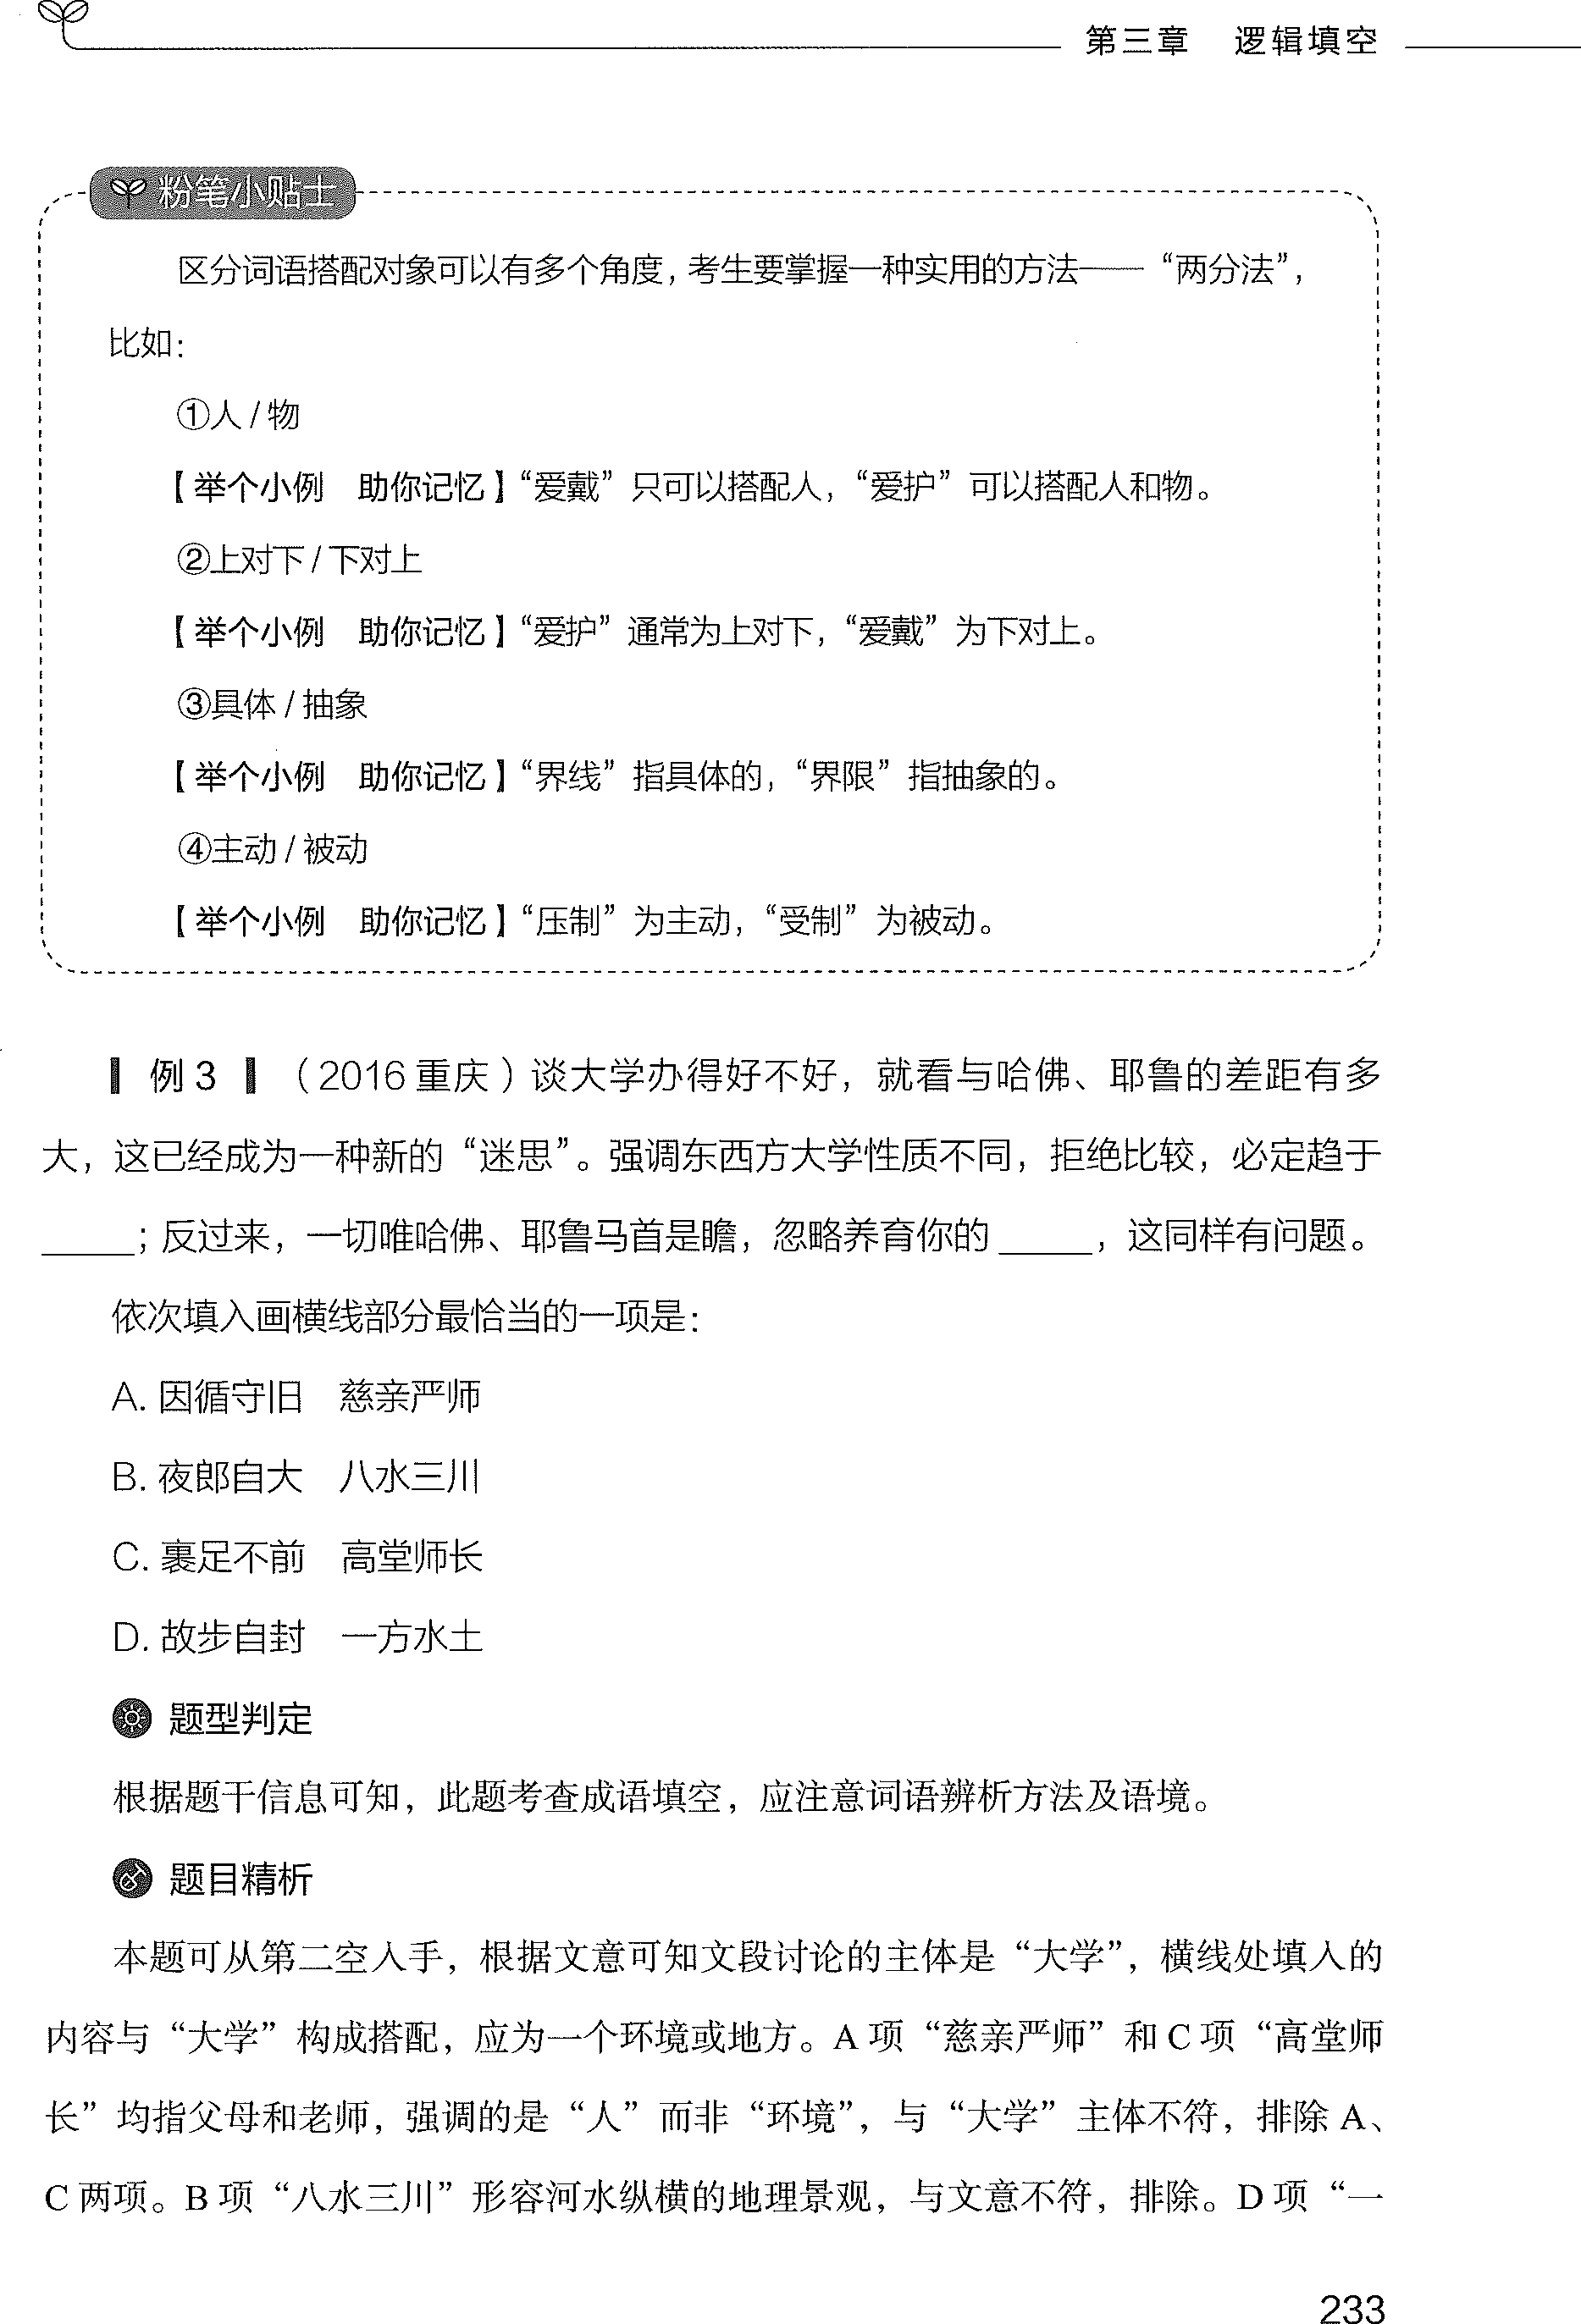 第三章 逻辑填空
粉笔小贴士
区分词语搭配对象可以有多个角度，考生要掌握一种实用的方法——“两分法”，
比如：
①人 / 物
【举个小例 助你记忆】“爱戴”只可以搭配人，“爱护”可以搭配人和物。
②上对下 / 下对上
【举个小例 助你记忆】“爱护”通常为上对下，“爱戴”为下对上。
③具体 / 抽象
【举个小例 助你记忆】“界线”指具体的，“界限”指抽象的。
④主动 / 被动
【举个小例 助你记忆】“压制”为主动，“受制”为被动。
例 3 （2016 重庆）谈大学办得好不好，就看与哈佛、耶鲁的差距有多
大，这已经成为一种新的“迷思”。强调东西方大学性质不同，拒绝比较，必定趋于
_____；反过来，一切唯哈佛、耶鲁马首是瞻，忽略养育你的_____，这同样有问题。
依次填入画横线部分最恰当的一项是：
A. 因循守旧 慈亲严师
B. 夜郎自大 八水三川
C. 裹足不前 高堂师长
D. 故步自封 一方水土
题型判定
根据题干信息可知，此题考查成语填空，应注意词语辨析方法及语境。
题目精析
本题可从第二空入手，根据文意可知文段讨论的主体是“大学”，横线处填入的
内容与“大学”构成搭配，应为一个环境或地方。A 项“慈亲严师”和 C 项“高堂师
长”均指父母和老师，强调的是“人”而非“环境”，与“大学”主体不符，排除 A、
C 两项。B 项“八水三川”形容河水纵横的地理景观，与文意不符，排除。D 项“一
233